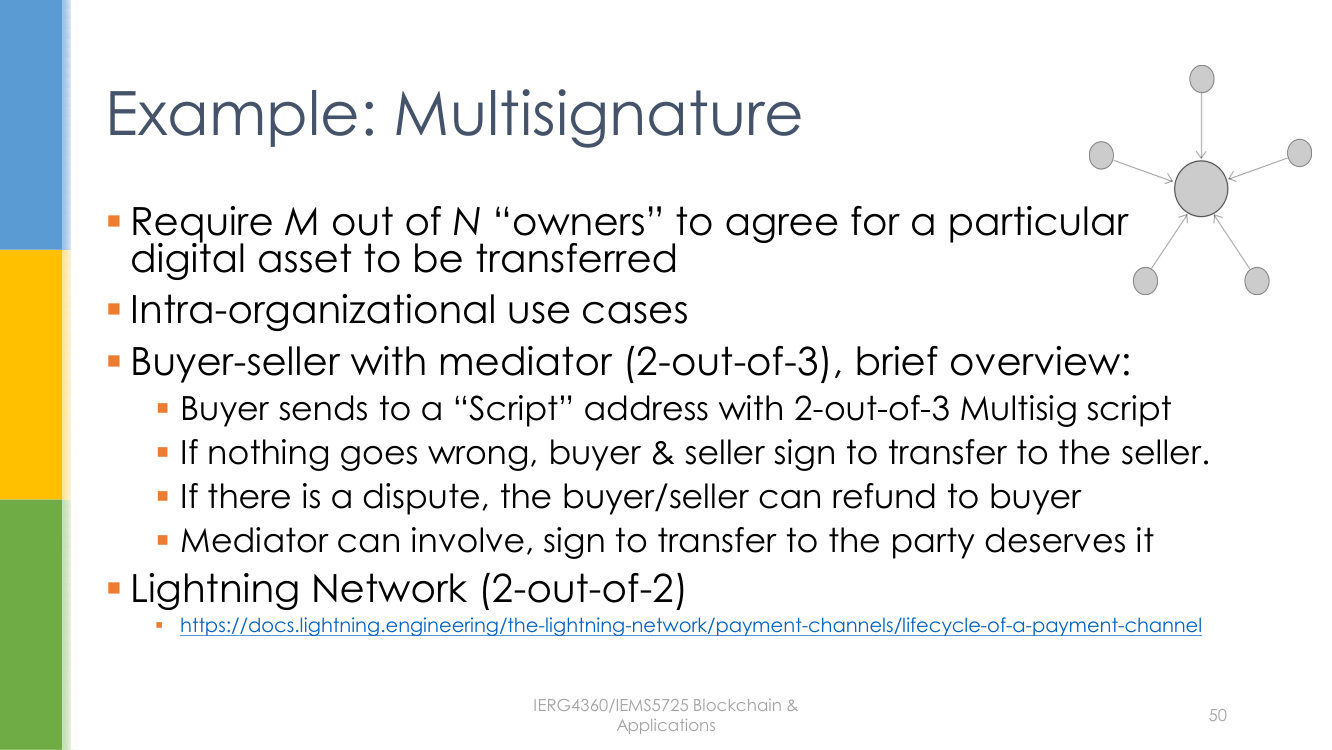 Example: Multisignature
Require M out of N “owners” to agree for a particular
digital asset to be transferred
Intra-organizational use cases
Buyer-seller with mediator (2-out-of-3), brief overview:
Buyer sends to a “Script” address with 2-out-of-3 Multisig script
If nothing goes wrong, buyer & seller sign to transfer to the seller.
If there is a dispute, the buyer/seller can refund to buyer
Mediator can involve, sign to transfer to the party deserves it
Lightning Network (2-out-of-2)
https://docs.lightning.engineering/the-lightning-network/payment-channels/lifecycle-of-a-payment-channel
IERG4360/IEMS5725 Blockchain &
Applications
50